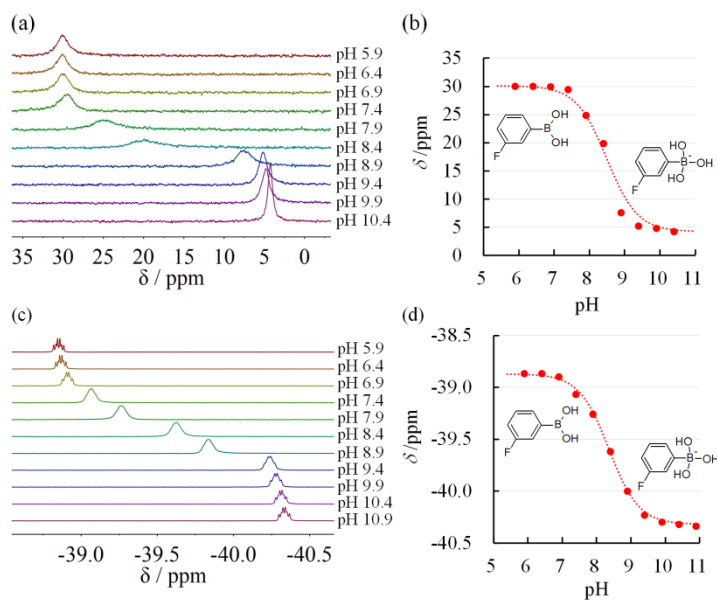 (a)
pH 5.9
pH 6.4
pH 6.9
pH 7.4
pH 7.9
pH 8.4
pH 8.9
pH 9.4
pH 9.9
pH 10.4
35 30 25 20 15 10 5 0
δ / ppm
(b)
35
30
25
20
15
10
5
0
δ /ppm
OH
B
OH
F
HO
HO
B-
OH
HO
F
5 6 7 8 9 10 11
pH
(c)
pH 5.9
pH 6.4
pH 6.9
pH 7.4
pH 7.9
pH 8.4
pH 8.9
pH 9.4
pH 9.9
pH 10.4
pH 10.9
-39.0 -39.5 -40.0 -40.5
δ / ppm
(d)
-38.5
-39.0
-39.5
-40.0
-40.5
δ /ppm
OH
B
OH
F
HO
HO
B-
OH
HO
F
5 6 7 8 9 10 11
pH